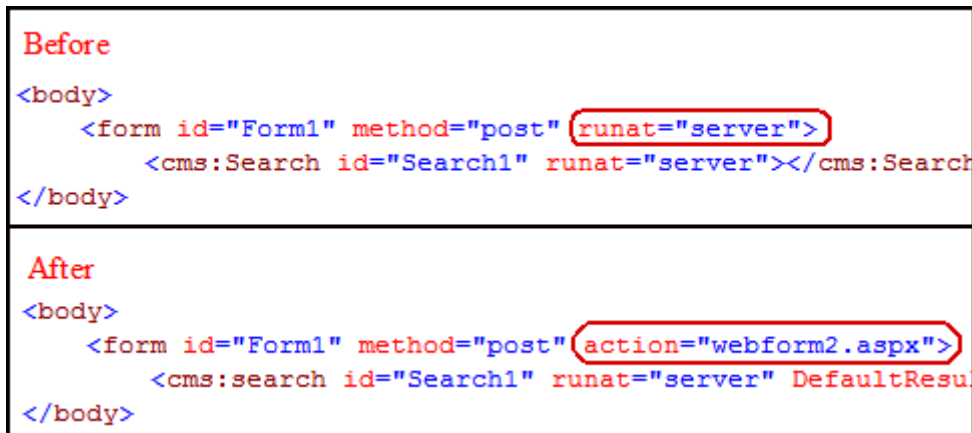 Before
<body>
<form id="Form1" method="post" runat="server">
<cms:Search id="Search1" runat="server"></cms:Search
</body>
After
<body>
<form id="Form1" method="post" action="webform2.aspx">
<cms:search id="Search1" runat="server" DefaultResu
</body>